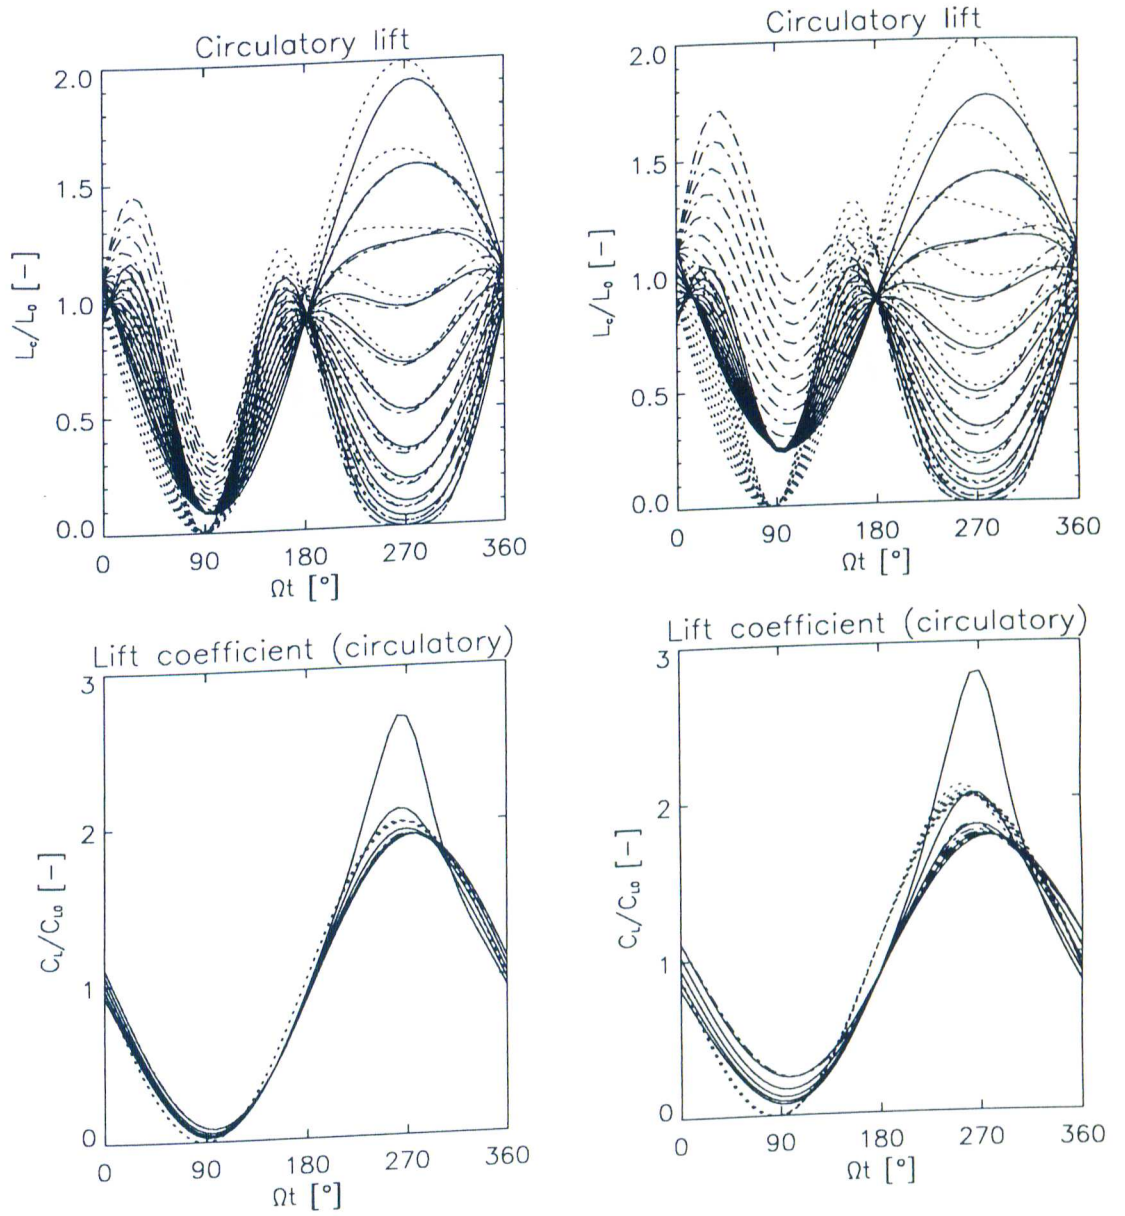 Circulatory lift
2.0
1.5
1.0
0.5
0.0
L_c/L_0 [-]
0 90 180 270 360
Ωt [°]
Circulatory lift
2.0
1.5
1.0
0.5
0.0
L_c/L_0 [-]
0 90 180 270 360
Ωt [°]
Lift coefficient (circulatory)
3
2
1
0
C_L/C_L0 [-]
0 90 180 270 360
Ωt [°]
Lift coefficient (circulatory)
3
2
1
0
C_L/C_L0 [-]
0 90 180 270 360
Ωt [°]